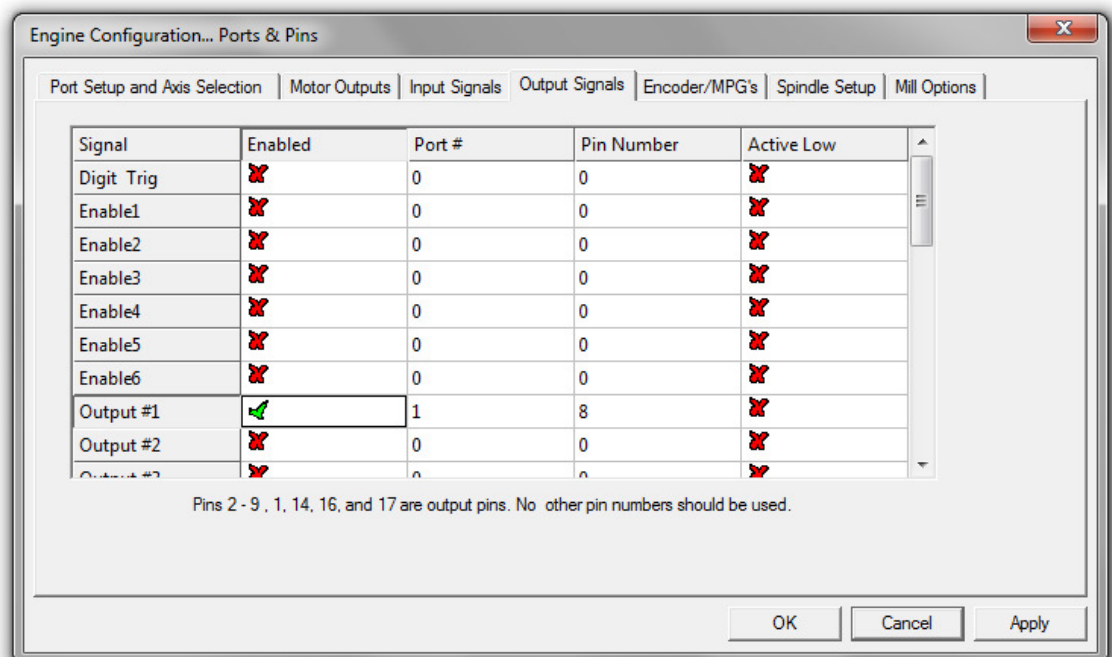 Engine Configuration... Ports & Pins
Port Setup and Axis Selection Motor Outputs Input Signals Output Signals Encoder/MPG's Spindle Setup Mill Options
Signal Enabled Port # Pin Number Active Low
Digit Trig 0 0
Enable1 0 0
Enable2 0 0
Enable3 0 0
Enable4 0 0
Enable5 0 0
Enable6 0 0
Output #1 1 8
Output #2 0 0
Output #3 0 0
Pins 2 - 9 , 1, 14, 16, and 17 are output pins. No other pin numbers should be used.
OK Cancel Apply